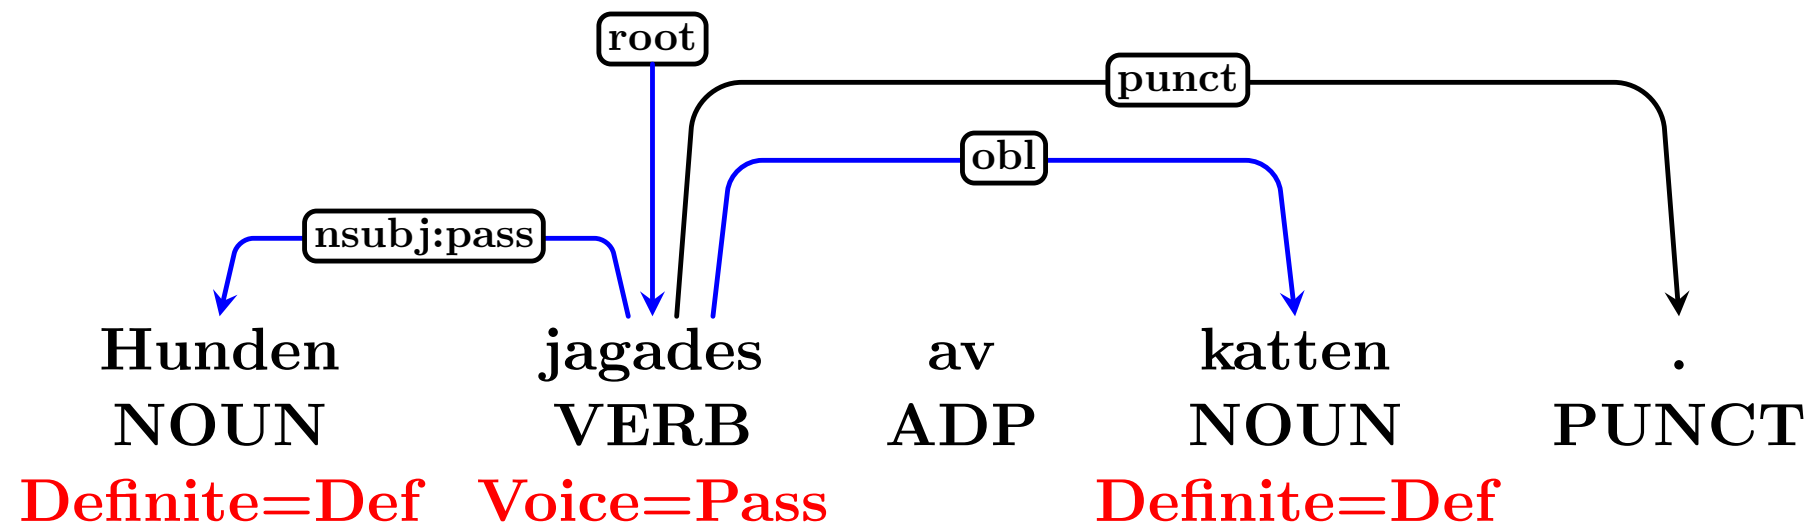 root
punct
obl
nsubj:pass
Hunden jagades av katten .
NOUN VERB ADP NOUN PUNCT
Definite=Def Voice=Pass Definite=Def